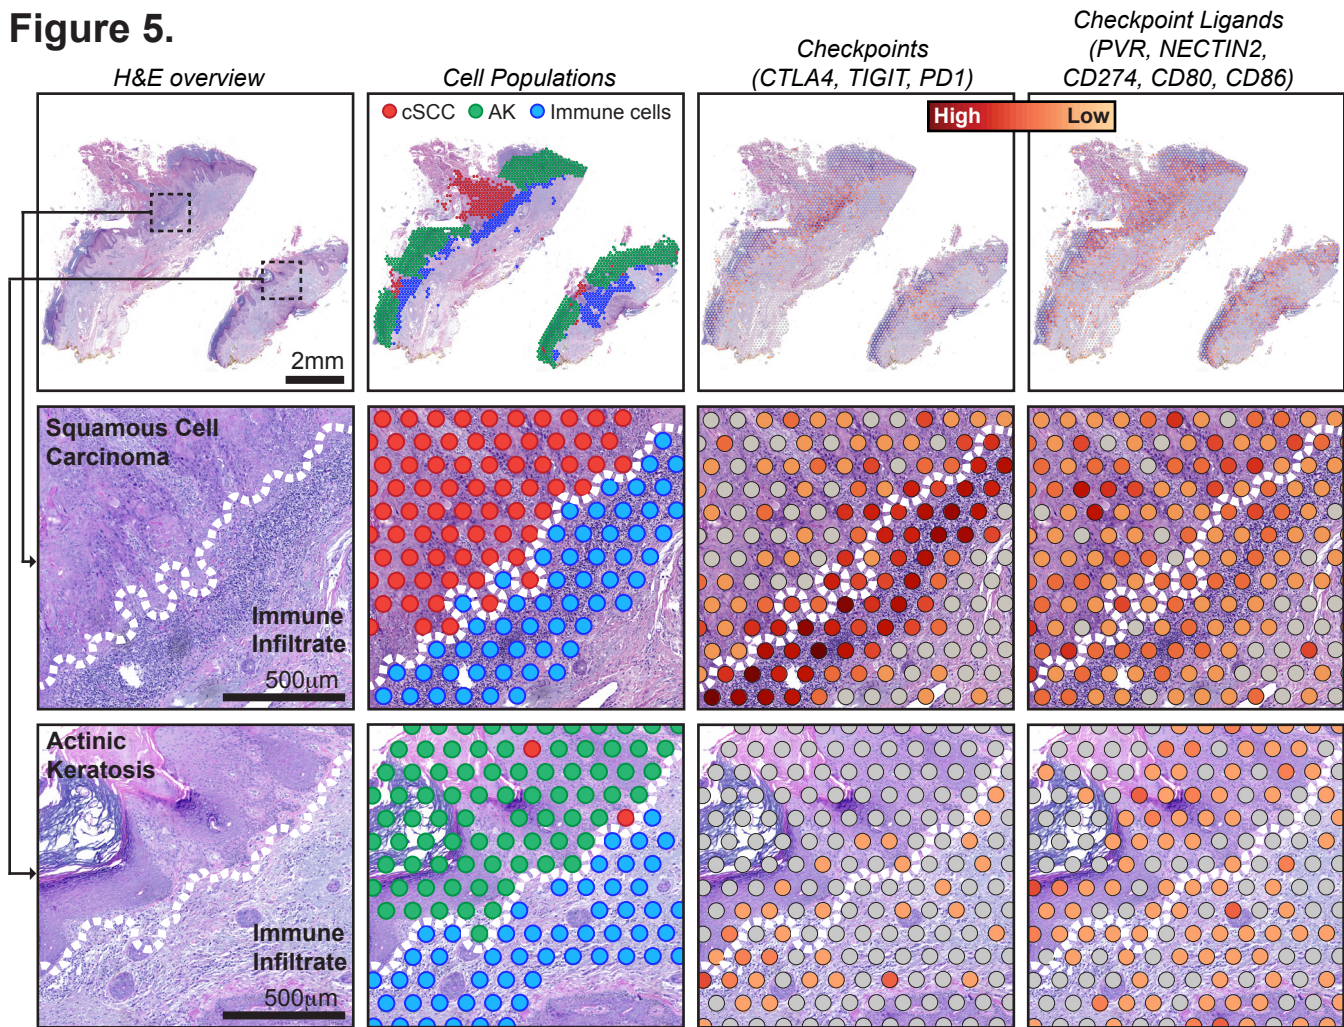 Figure 5.
H&E overview
Cell Populations
Checkpoints
(CTLA4, TIGIT, PD1)
Checkpoint Ligands
(PVR, NECTIN2,
CD274, CD80, CD86)
cSCC AK Immune cells
High Low
2mm
Squamous Cell
Carcinoma
Immune
Infiltrate
500μm
Actinic
Keratosis
Immune
Infiltrate
500μm